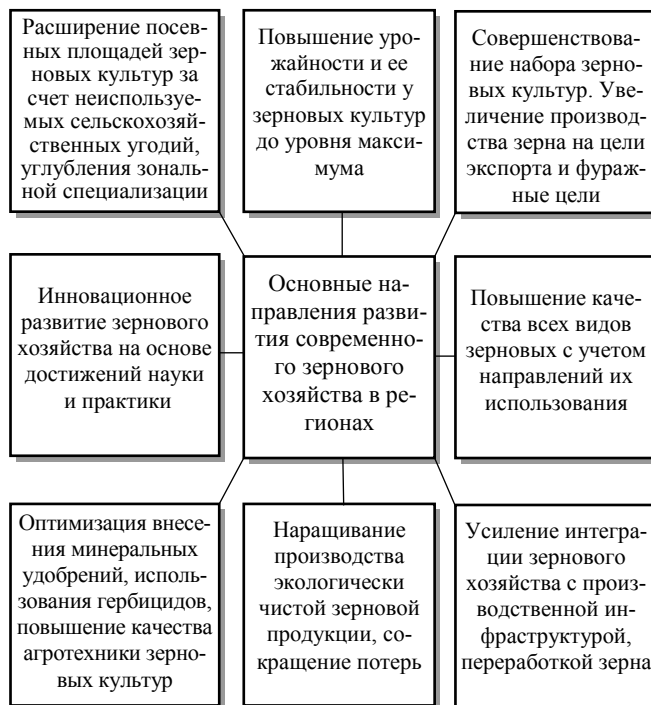 Расширение посев-
ных площадей зер-
новых культур за
счет неиспользуе-
мых сельскохозяй-
ственных угодий,
углубления зональ-
ной специализации
Повышение уро-
жайности и ее
стабильности у
зерновых культур
до уровня макси-
мума
Совершенствова-
ние набора зерно-
вых культур. Уве-
личение производ-
ства зерна на цели
экспорта и фураж-
ные цели
Инновационное
развитие зернового
хозяйства на основе
достижений науки
и практики
Основные на-
правления разви-
тия современно-
го зернового
хозяйства в ре-
гионах
Повышение каче-
ства всех видов
зерновых с учетом
направлений их
использования
Оптимизация внесе-
ния минеральных
удобрений, исполь-
зования гербицидов,
повышение качества
агротехники зерно-
вых культур
Наращивание
производства
экологически
чистой зерновой
продукции, со-
кращение потерь
Усиление интегра-
ции зернового
хозяйства с произ-
водственной ин-
фраструктурой,
переработкой зерна